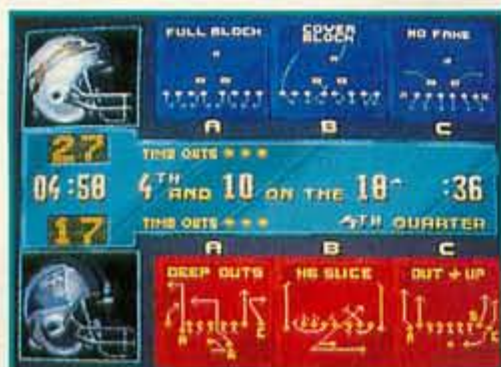 FULL BLOCK COVER BLOCK NO FAKE
A B C
27 TIME OUTS
04:58 4TH AND 10 ON THE 18 :36
17 TIME OUTS 4TH QUARTER
A B C
DEEP OUTS HB SLICE OUT + UP